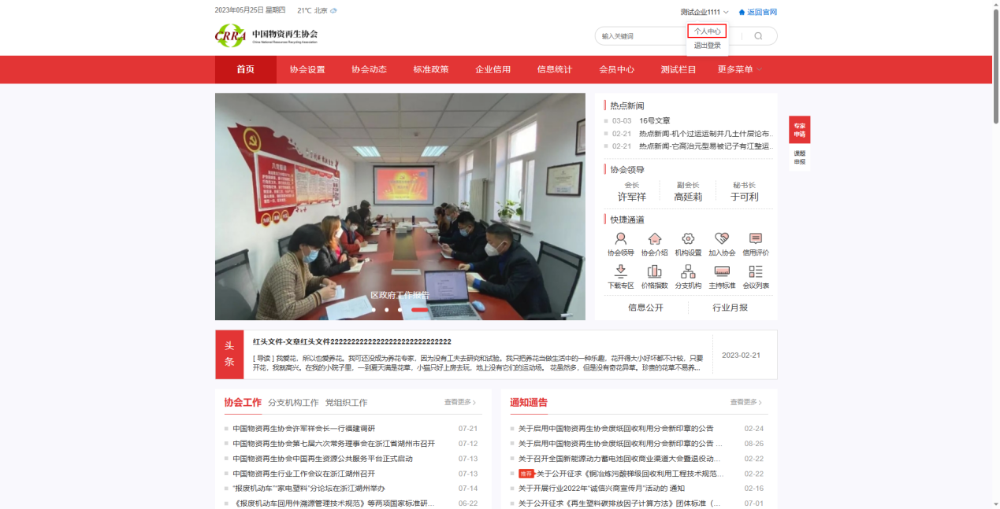 2023年05月25日 星期四 21℃ 北京
测试企业1111 返回官网
CRRA 中国物资再生协会
China National Resources Recycling Association
输入关键词
个人中心
退出登录
首页 协会设置 协会动态 标准政策 企业信用 信息统计 会员中心 测试栏目 更多菜单
区政府工作报告
热点新闻
03-03 16号文章
02-21 热点新闻-机个过运运制并几土什层论布..
02-21 热点新闻-它高治元型易被记子有江整运..
协会领导
会长 副会长 秘书长
许军祥 高延莉 于可利
快捷通道
协会领导 协会介绍 机构设置 加入协会 信用评价
下载专区 价格指数 分支机构 主持标准 会议列表
信息公开 行业月报
专家
申请
课题
申报
头条
红头文件-文章红头文件22222222222222222222222222222
[ 导读 ] 我爱花，所以也爱养花。我可还没成为养花专家，因为没有工夫去研究和试验。我只把养花当做生活中的一种乐趣，花开得大小好坏都不计较，只要
开花，我就高兴。在我的小院子里，一到夏天满是花草，小猫只好上房去玩，地上没有它们的运动场。 花虽然多，但是没有奇花异草。珍贵的花草不易养...
2023-02-21
协会工作 分支机构工作 党组织工作 查看更多
中国物资再生协会许军祥会长一行福建调研 07-21
中国物资再生协会第七届六次常务理事会在浙江省湖州市召开 07-12
中国物资再生协会中国再生资源公共服务平台正式启动 07-13
中国物资再生行业工作会议在浙江湖州召开 07-13
“报废机动车”“家电塑料”分论坛在浙江湖州举办 07-14
《报废机动车回用件溯源管理技术规范》等两项国家标准研... 06-22
通知通告 查看更多
关于启用中国物资再生协会废纸回收利用分会新印章的公告 02-24
关于启用中国物资再生协会废纸回收利用分会新印章的公告 ... 08-26
关于召开全国新能源动力蓄电池回收商业渠道大会暨退役动... 02-22
推荐 关于公开征求《铜冶炼污酸梯级回收利用工程技术规范... 02-22
关于开展行业2022年“诚信兴商宣传月”活动的 通知 02-16
关于公开征求《再生塑料碳排放因子计算方法》团体标准（... 07-01